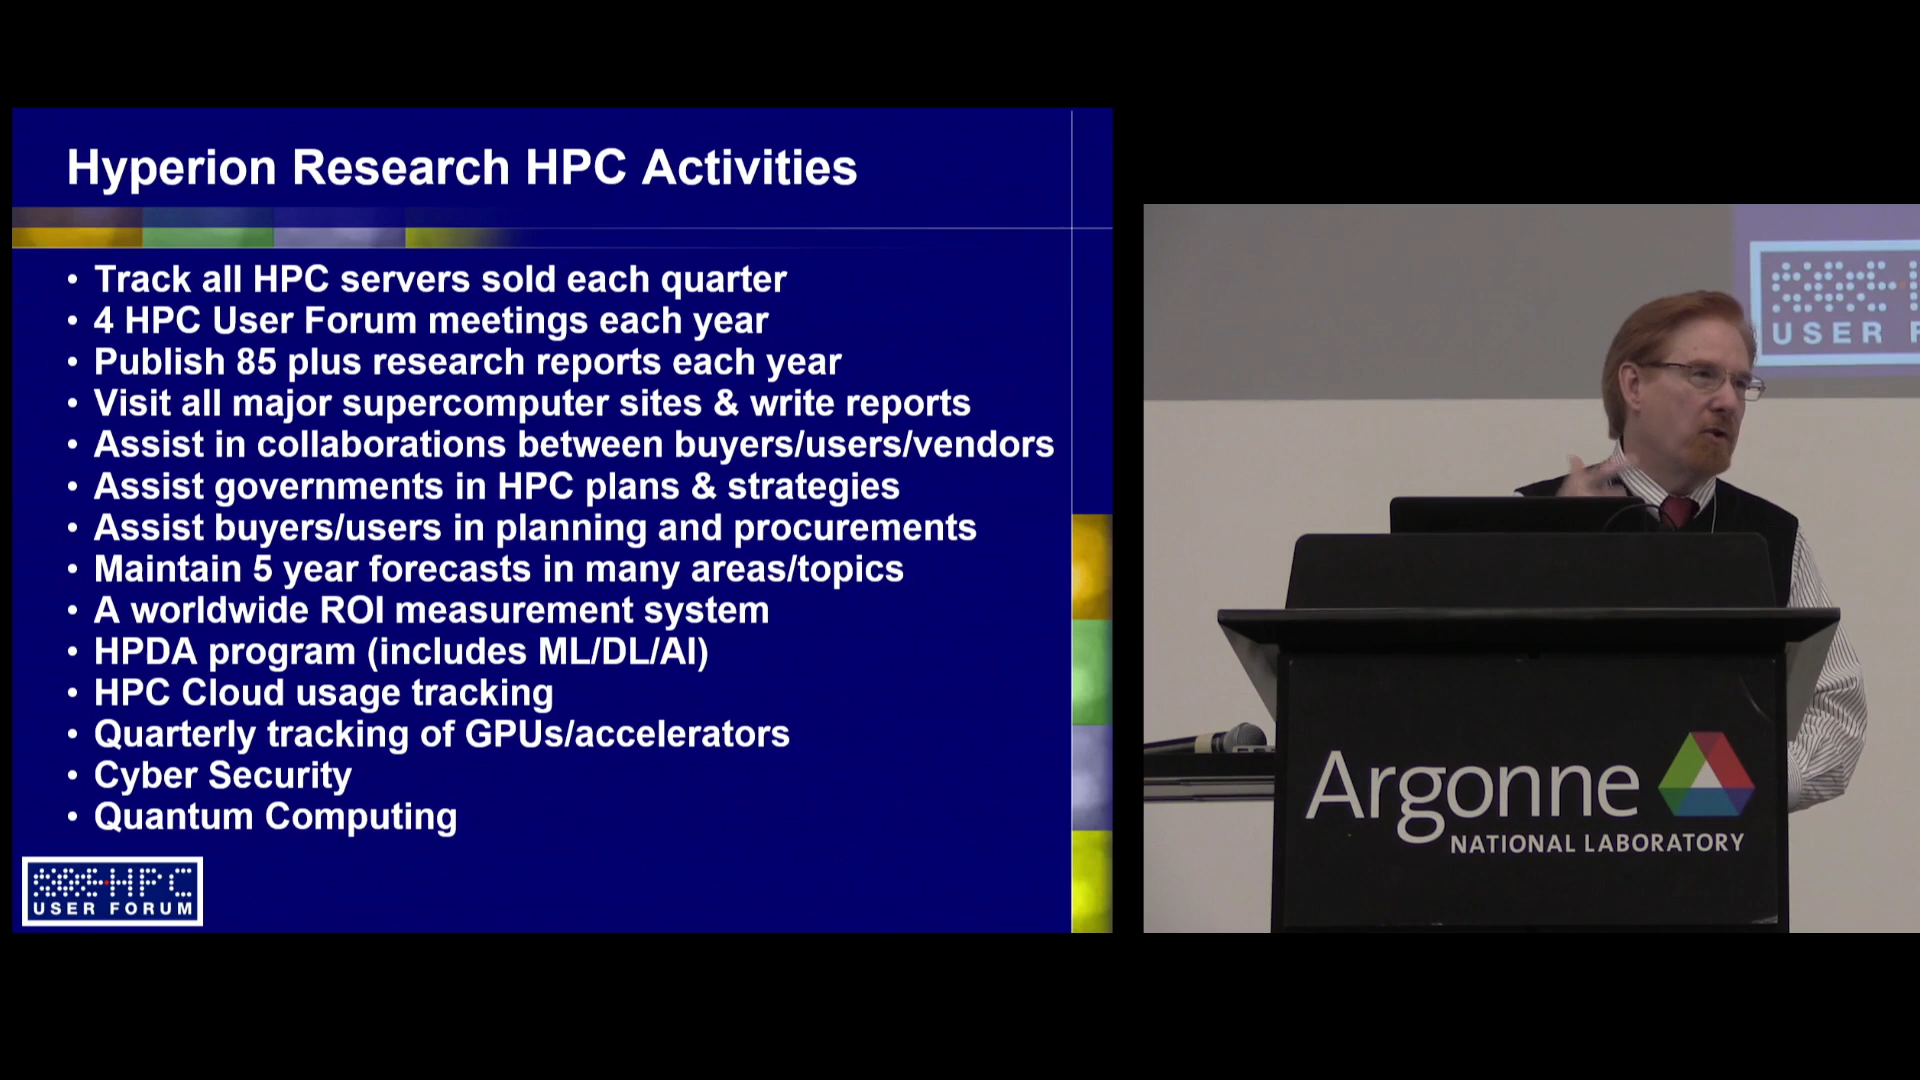 Hyperion Research HPC Activities
• Track all HPC servers sold each quarter
• 4 HPC User Forum meetings each year
• Publish 85 plus research reports each year
• Visit all major supercomputer sites & write reports
• Assist in collaborations between buyers/users/vendors
• Assist governments in HPC plans & strategies
• Assist buyers/users in planning and procurements
• Maintain 5 year forecasts in many areas/topics
• A worldwide ROI measurement system
• HPDA program (includes ML/DL/AI)
• HPC Cloud usage tracking
• Quarterly tracking of GPUs/accelerators
• Cyber Security
• Quantum Computing
HPC
USER FORUM
USER F
Argonne
NATIONAL LABORATORY